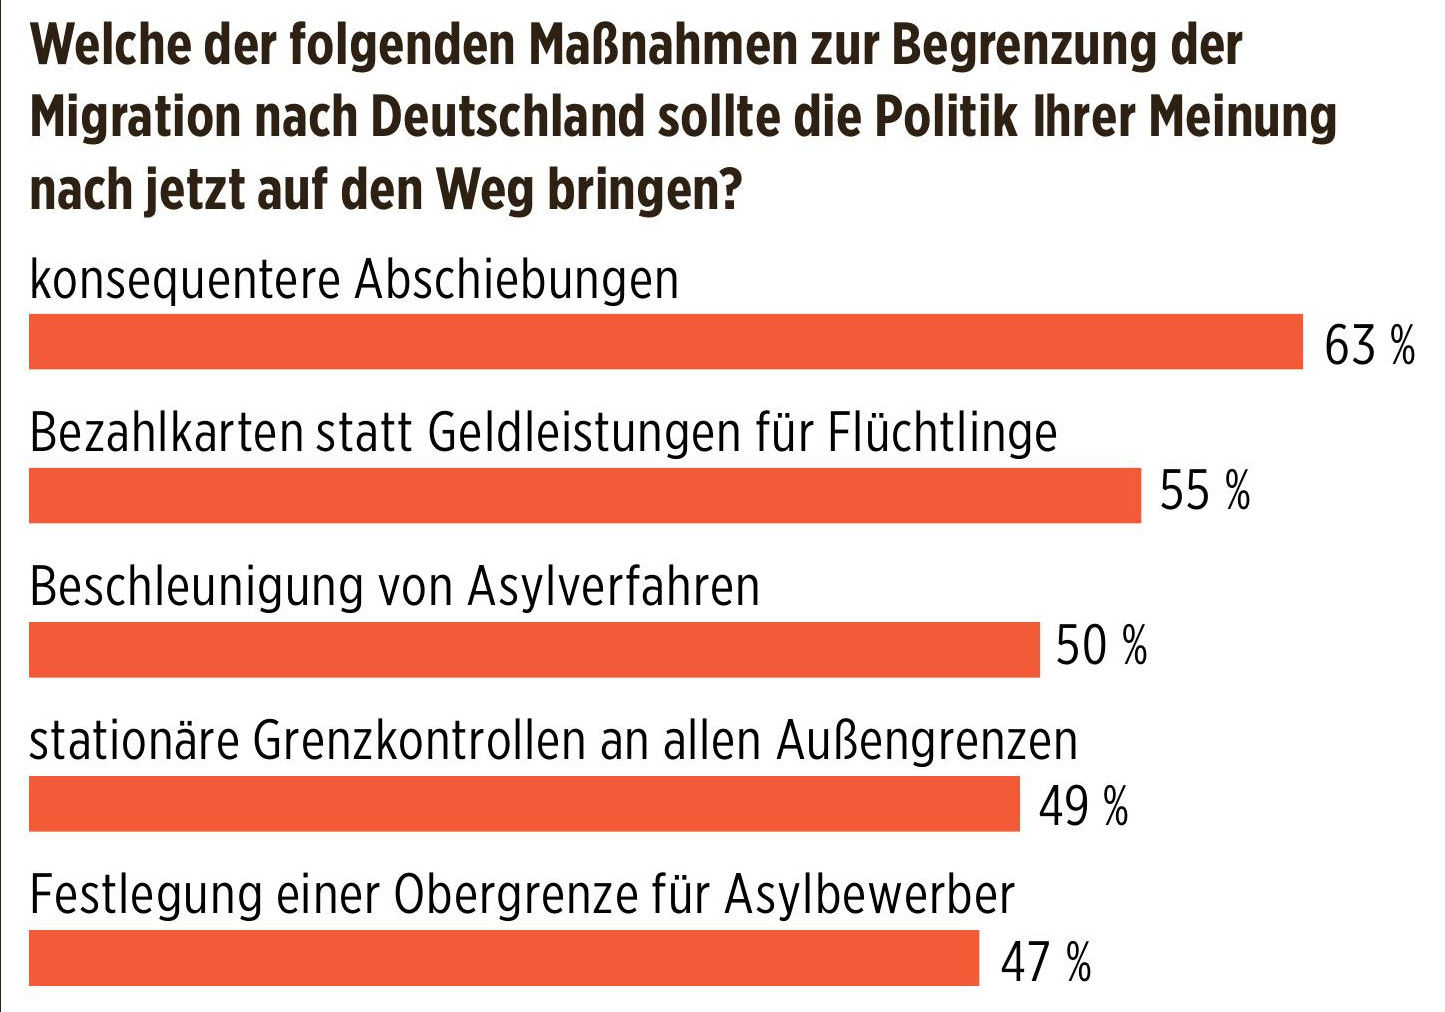 Welche der folgenden Maßnahmen zur Begrenzung der
Migration nach Deutschland sollte die Politik Ihrer Meinung
nach jetzt auf den Weg bringen?
konsequentere Abschiebungen
63 %
Bezahlkarten statt Geldleistungen für Flüchtlinge
55 %
Beschleunigung von Asylverfahren
50 %
stationäre Grenzkontrollen an allen Außengrenzen
49 %
Festlegung einer Obergrenze für Asylbewerber
47 %